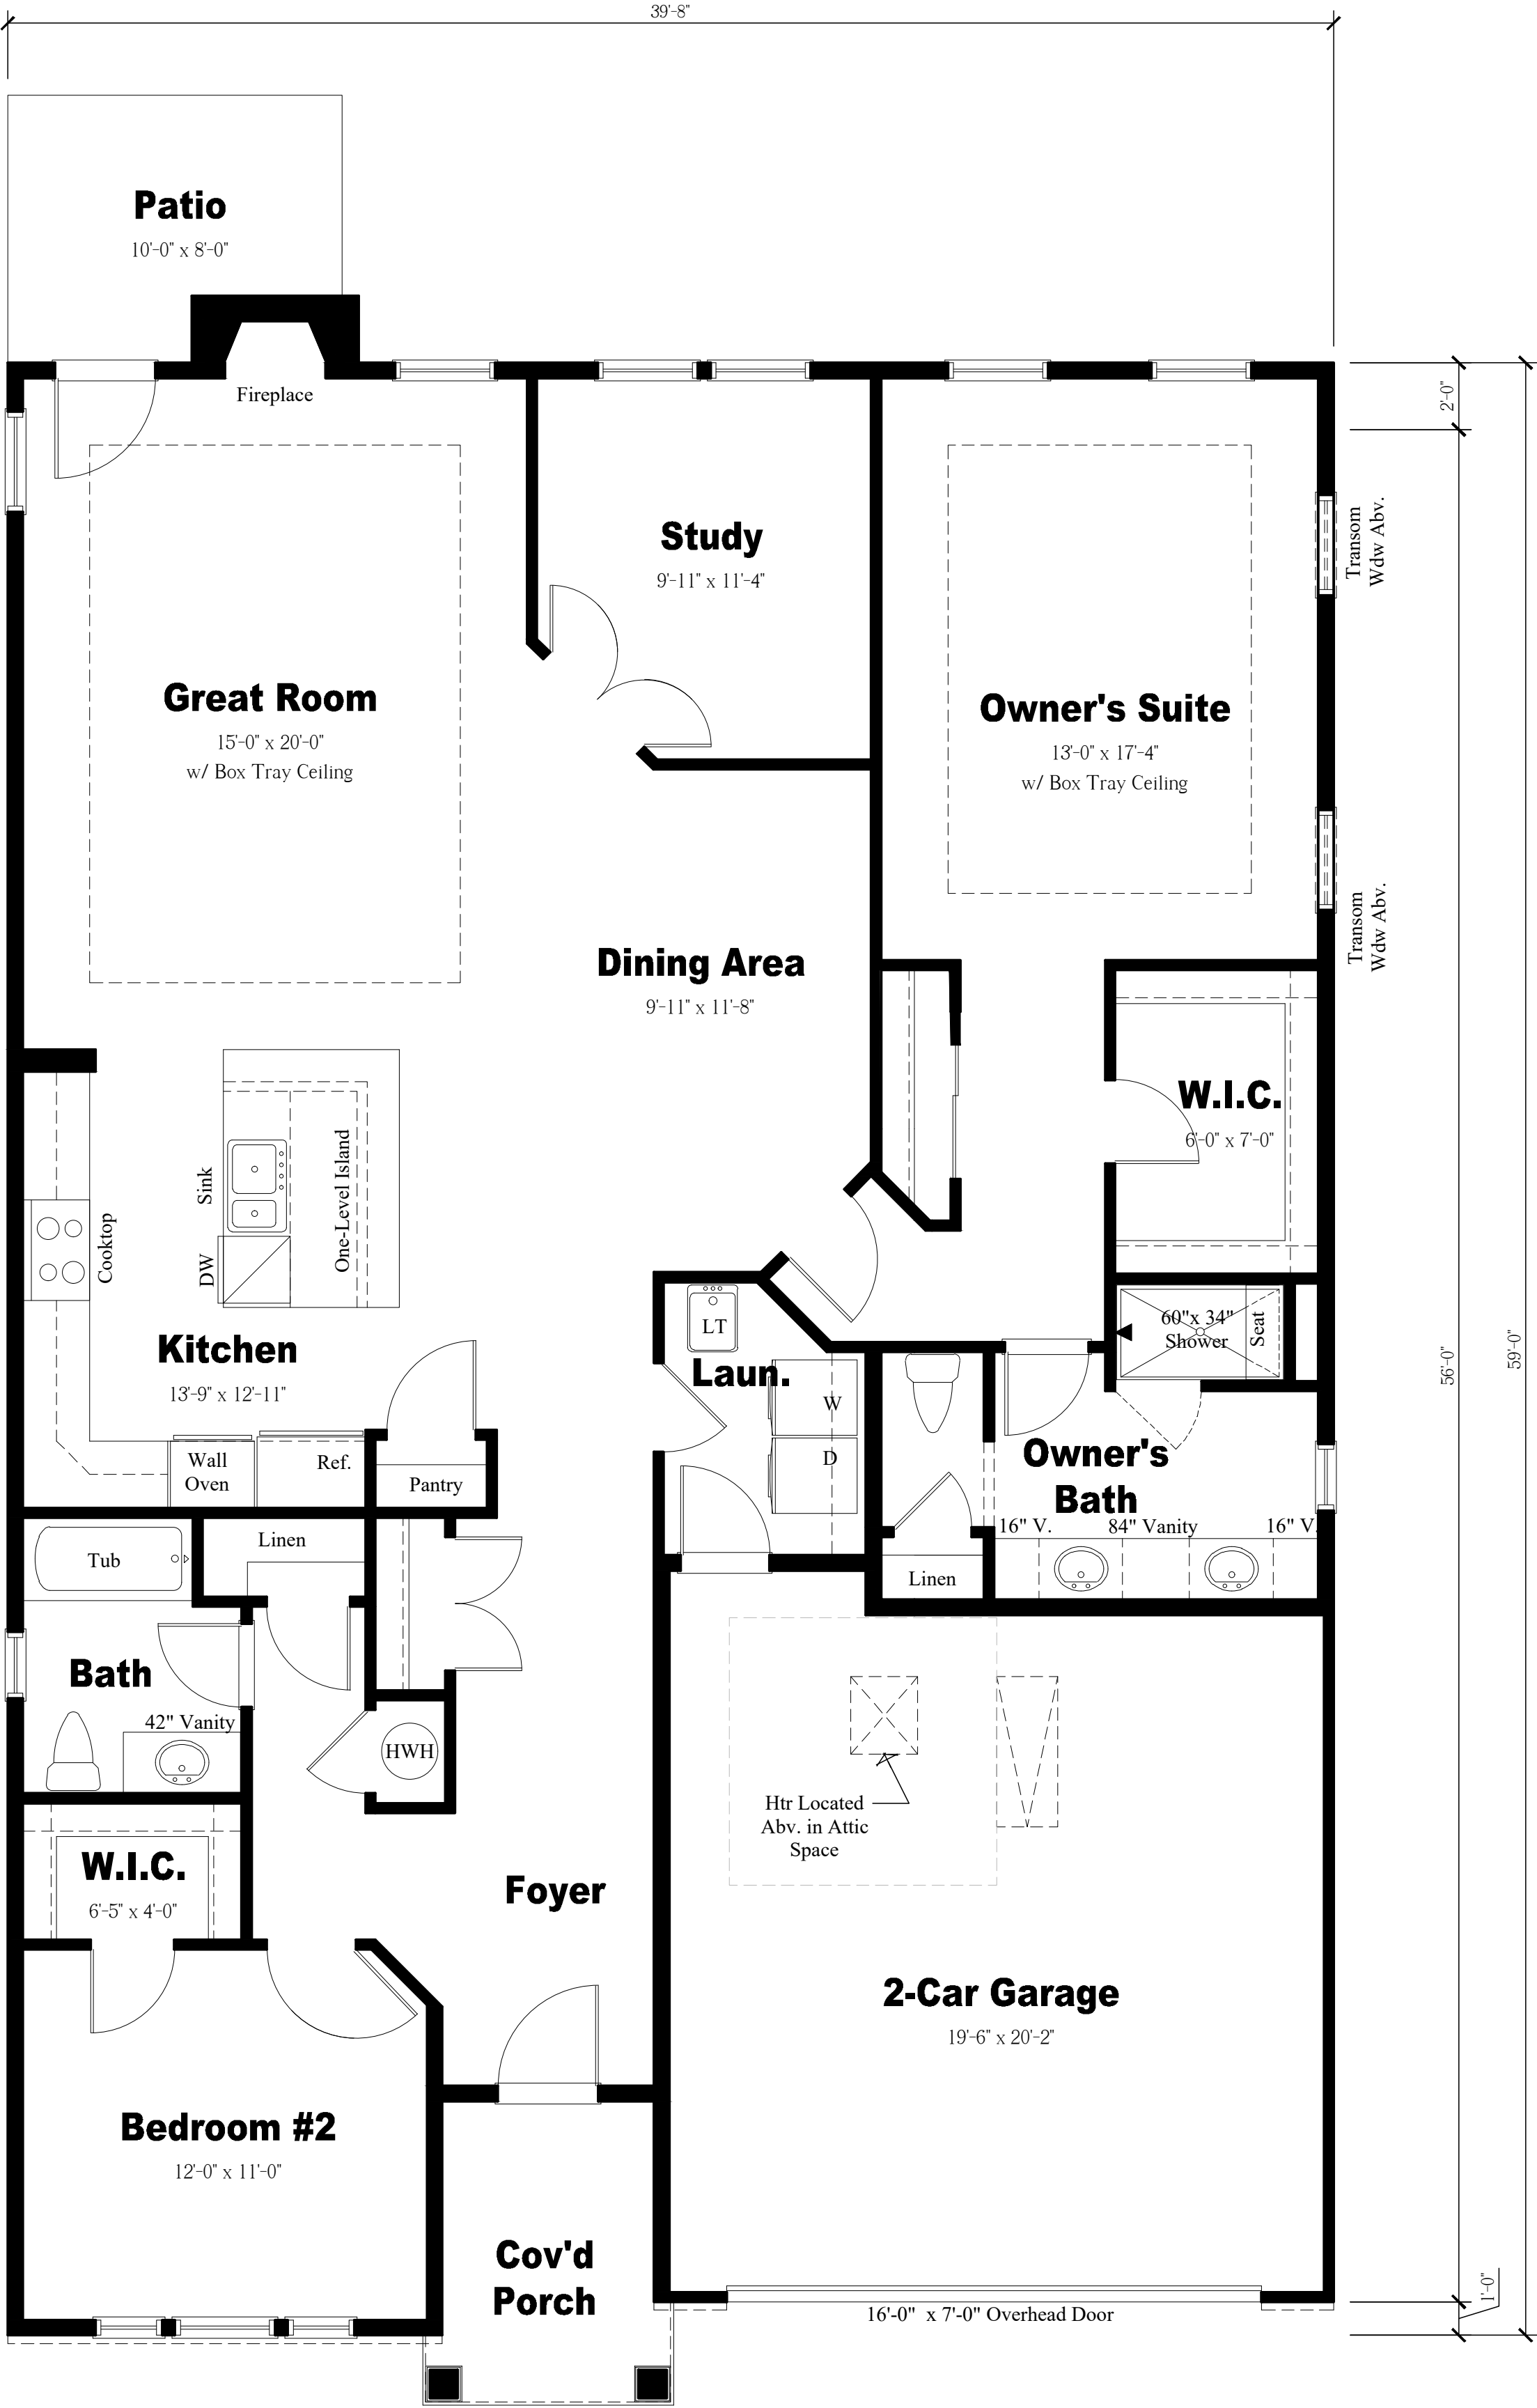 39'-8"
Patio
10'-0" x 8'-0"
Fireplace
2'-0"
Transom
Wdw Abv.
Study
9'-11" x 11'-4"
Great Room
15'-0" x 20'-0"
w/ Box Tray Ceiling
Owner's Suite
13'-0" x 17'-4"
w/ Box Tray Ceiling
Transom
Wdw Abv.
Dining Area
9'-11" x 11'-8"
W.I.C.
6'-0" x 7'-0"
Sink
One-Level Island
Cooktop
DW
60"x 34"
Shower
Seat
LT
Laun.
Kitchen
13'-9" x 12'-11"
56'-0"
59'-0"
W
D
Wall
Oven
Ref.
Pantry
Owner's
Bath
16" V.
84" Vanity
16" V.
Linen
Tub
Linen
Bath
42" Vanity
HWH
Htr Located
Abv. in Attic
Space
W.I.C.
6'-5" x 4'-0"
Foyer
2-Car Garage
19'-6" x 20'-2"
Bedroom #2
12'-0" x 11'-0"
Cov'd
Porch
16'-0"  x 7'-0" Overhead Door
1'-0"